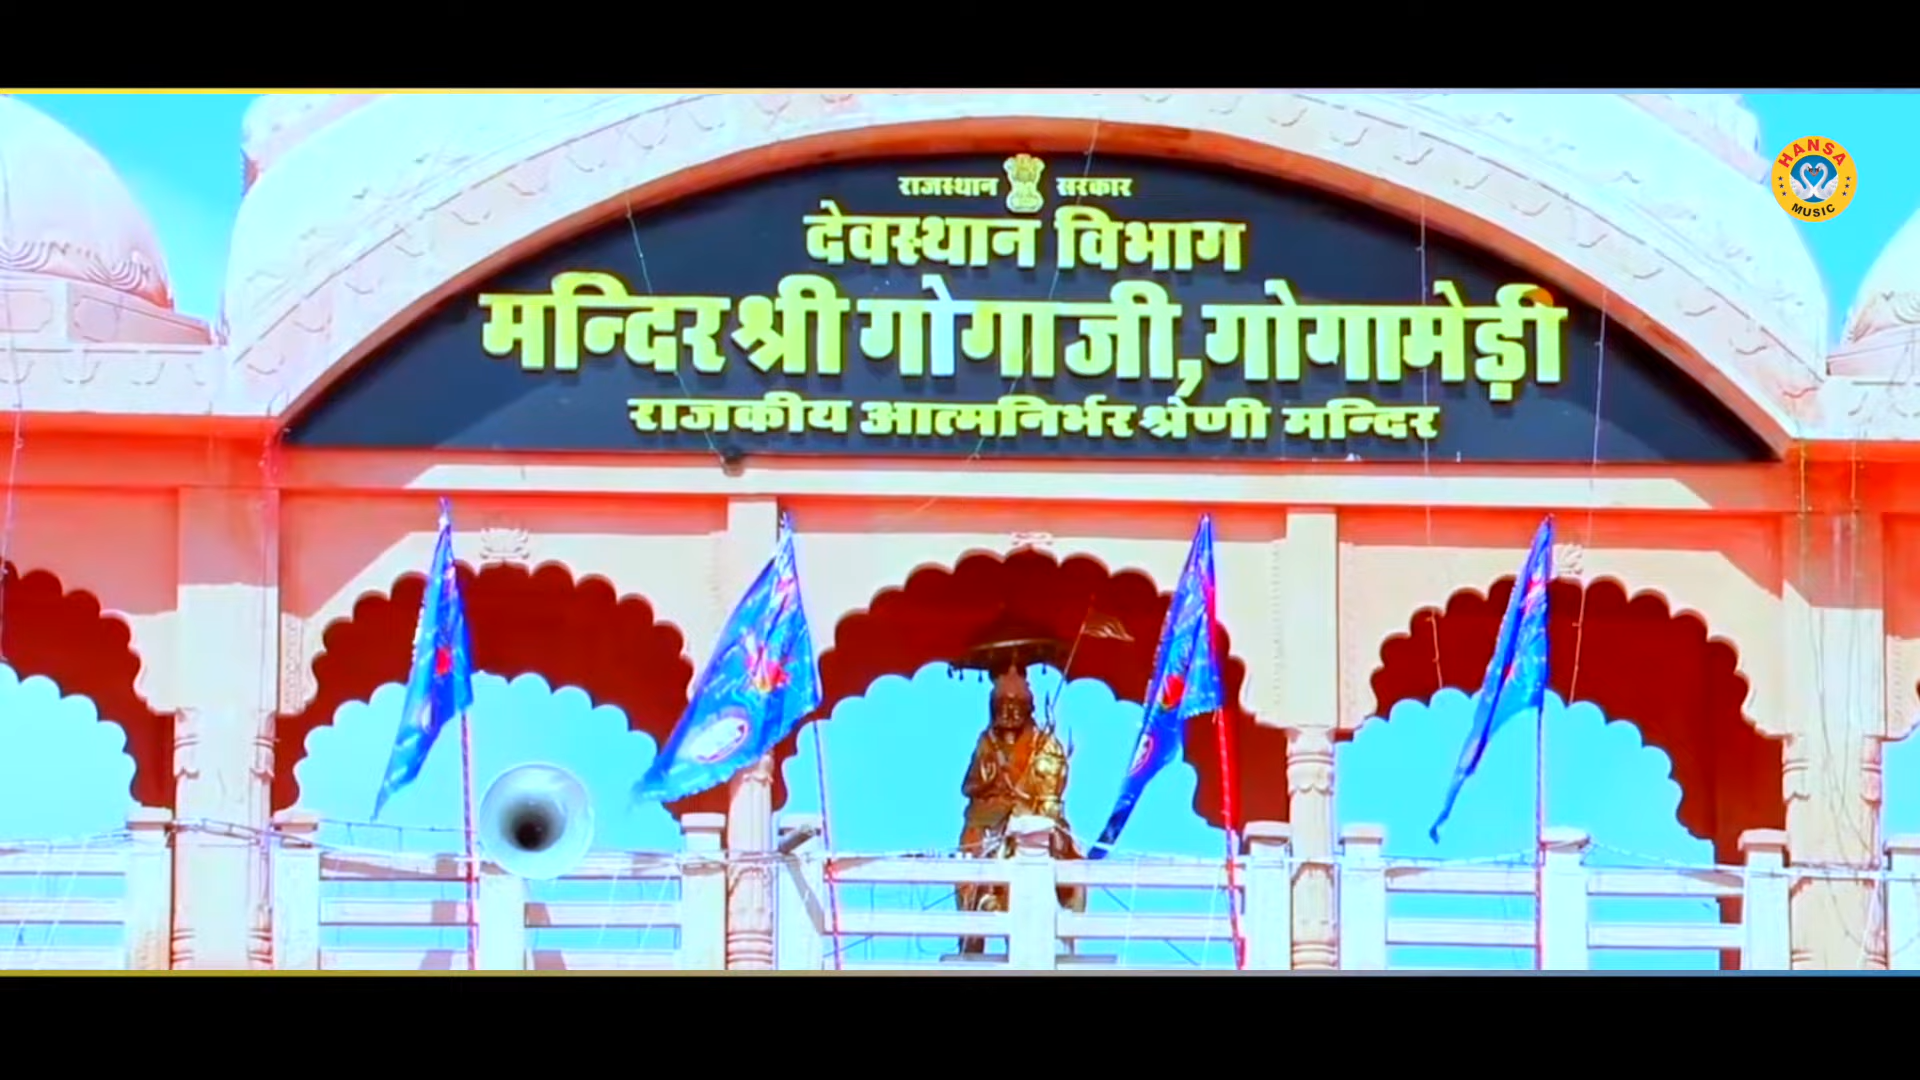 राजस्थान सरकार
देवस्थान विभाग
मन्दिर श्री गोगाजी, गोगामेड़ी
राजकीय आत्मनिर्भर श्रेणी मन्दिर
HANSA
MUSIC